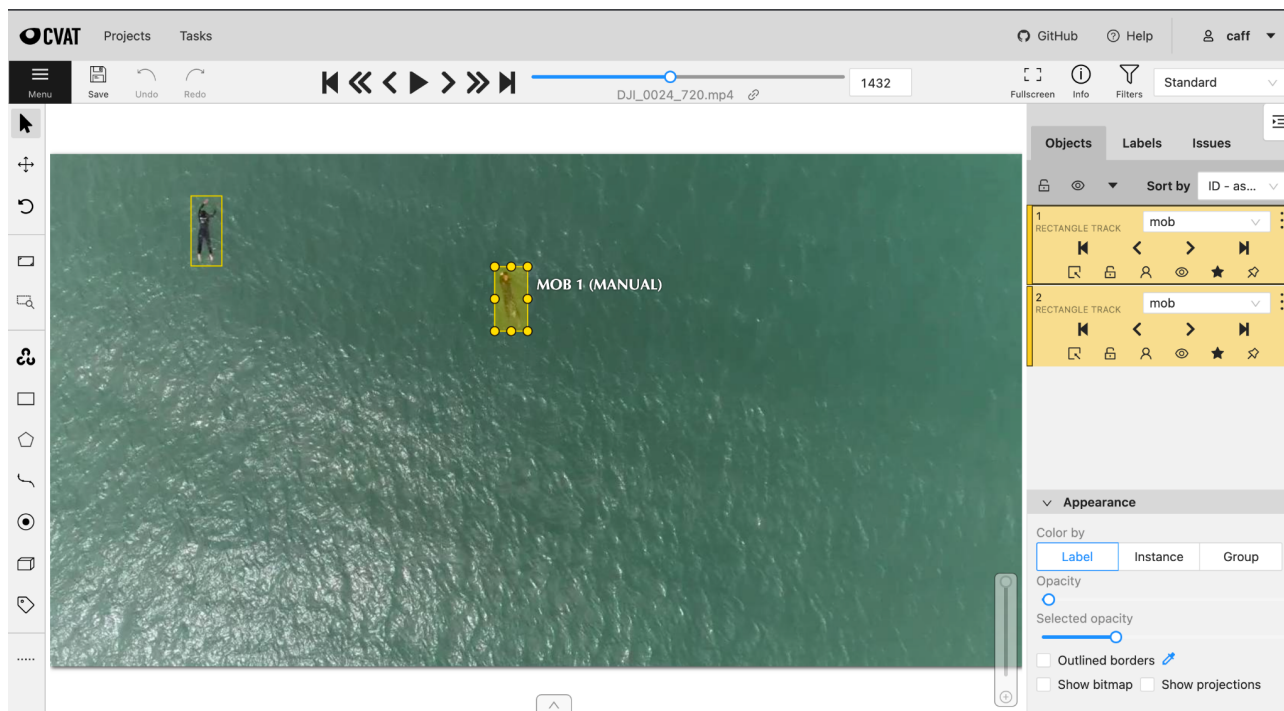 CVAT Projects Tasks GitHub Help caff
Menu Save Undo Redo DJI_0024_720.mp4 1432 Fullscreen Info Filters Standard
Objects Labels Issues
Sort by ID - as...
1 mob
RECTANGLE TRACK
2 mob
RECTANGLE TRACK
MOB 1 (MANUAL)
Appearance
Color by
Label Instance Group
Opacity
Selected opacity
Outlined borders
Show bitmap Show projections